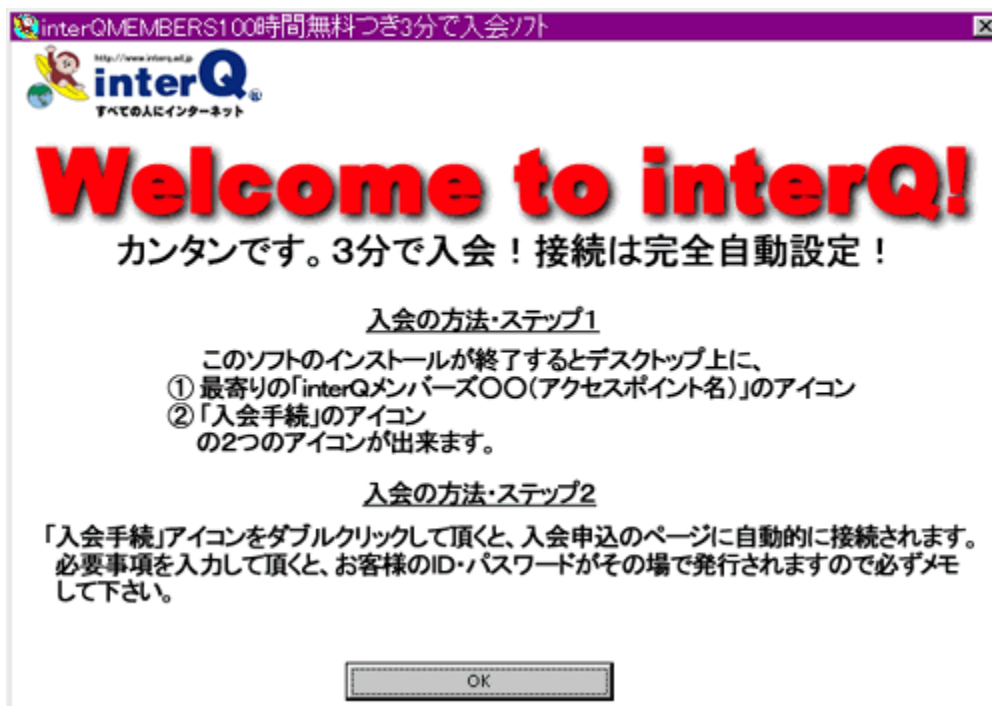 interQMEMBERS100時間無料つき3分で入会ソフト
http://www.interq.ad.jp
interQ®
すべての人にインターネット
Welcome to interQ!
カンタンです。3分で入会！接続は完全自動設定！
入会の方法・ステップ1
このソフトのインストールが終了するとデスクトップ上に、
① 最寄りの「interQメンバーズ〇〇(アクセスポイント名)」のアイコン
② 「入会手続」のアイコン
の2つのアイコンが出来ます。
入会の方法・ステップ2
「入会手続」アイコンをダブルクリックして頂くと、入会申込のページに自動的に接続されます。
必要事項を入力して頂くと、お客様のID・パスワードがその場で発行されますので必ずメモ
して下さい。
OK